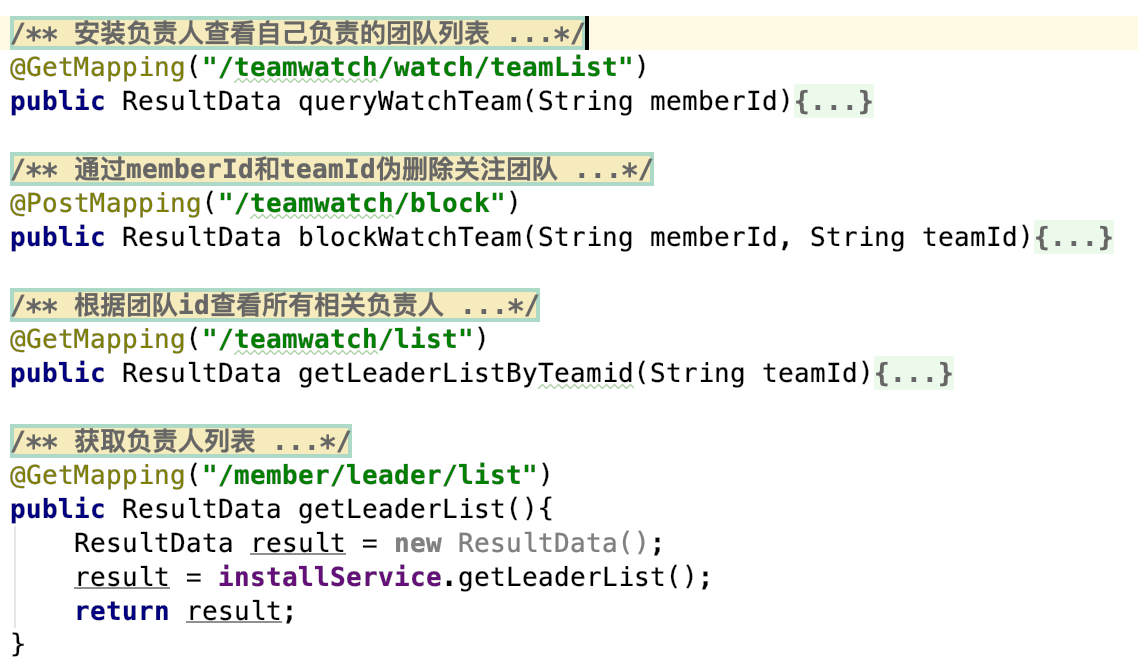 /** 安装负责人查看自己负责的团队列表 ...*/
@GetMapping("/teamwatch/watch/teamList")
public ResultData queryWatchTeam(String memberId){...}
/** 通过memberId和teamId伪删除关注团队 ...*/
@PostMapping("/teamwatch/block")
public ResultData blockWatchTeam(String memberId, String teamId){...}
/** 根据团队id查看所有相关负责人 ...*/
@GetMapping("/teamwatch/list")
public ResultData getLeaderListByTeamid(String teamId){...}
/** 获取负责人列表 ...*/
@GetMapping("/member/leader/list")
public ResultData getLeaderList(){
    ResultData result = new ResultData();
    result = installService.getLeaderList();
    return result;
}